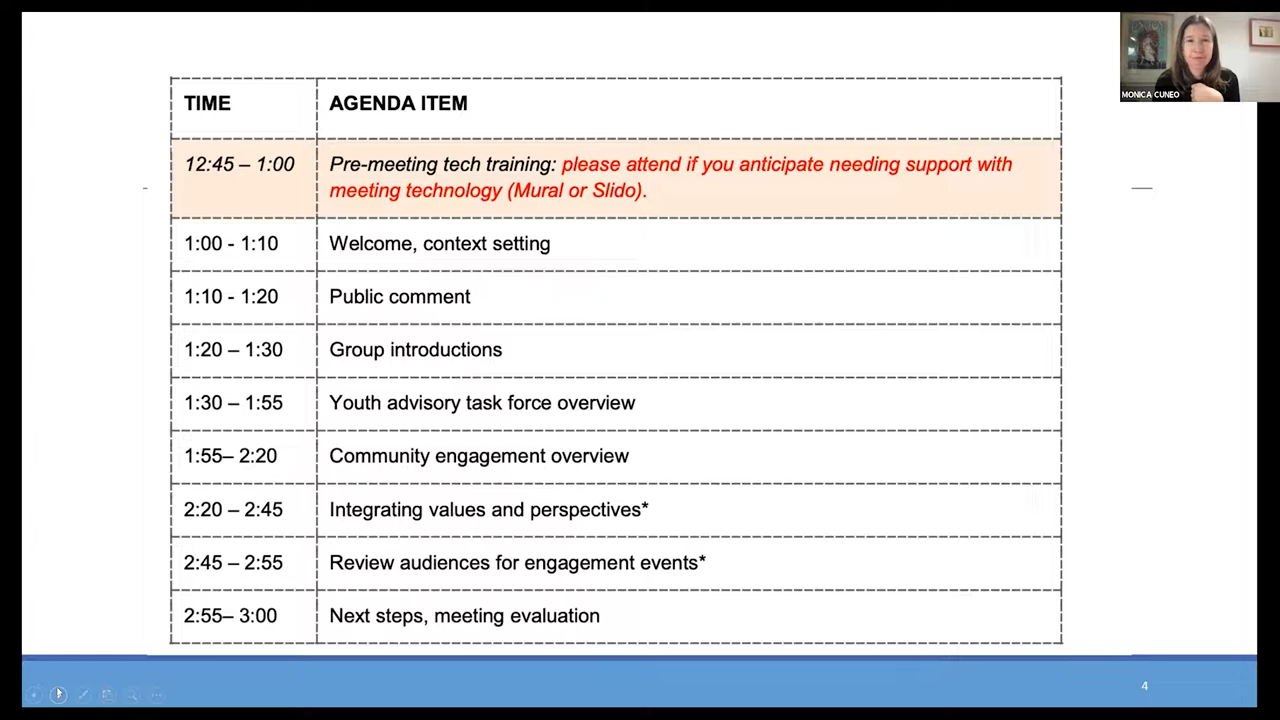 MONICA CUNEO
TIME AGENDA ITEM
12:45 – 1:00 Pre-meeting tech training: please attend if you anticipate needing support with
meeting technology (Mural or Slido).
1:00 - 1:10 Welcome, context setting
1:10 - 1:20 Public comment
1:20 – 1:30 Group introductions
1:30 – 1:55 Youth advisory task force overview
1:55– 2:20 Community engagement overview
2:20 – 2:45 Integrating values and perspectives*
2:45 – 2:55 Review audiences for engagement events*
2:55– 3:00 Next steps, meeting evaluation
4